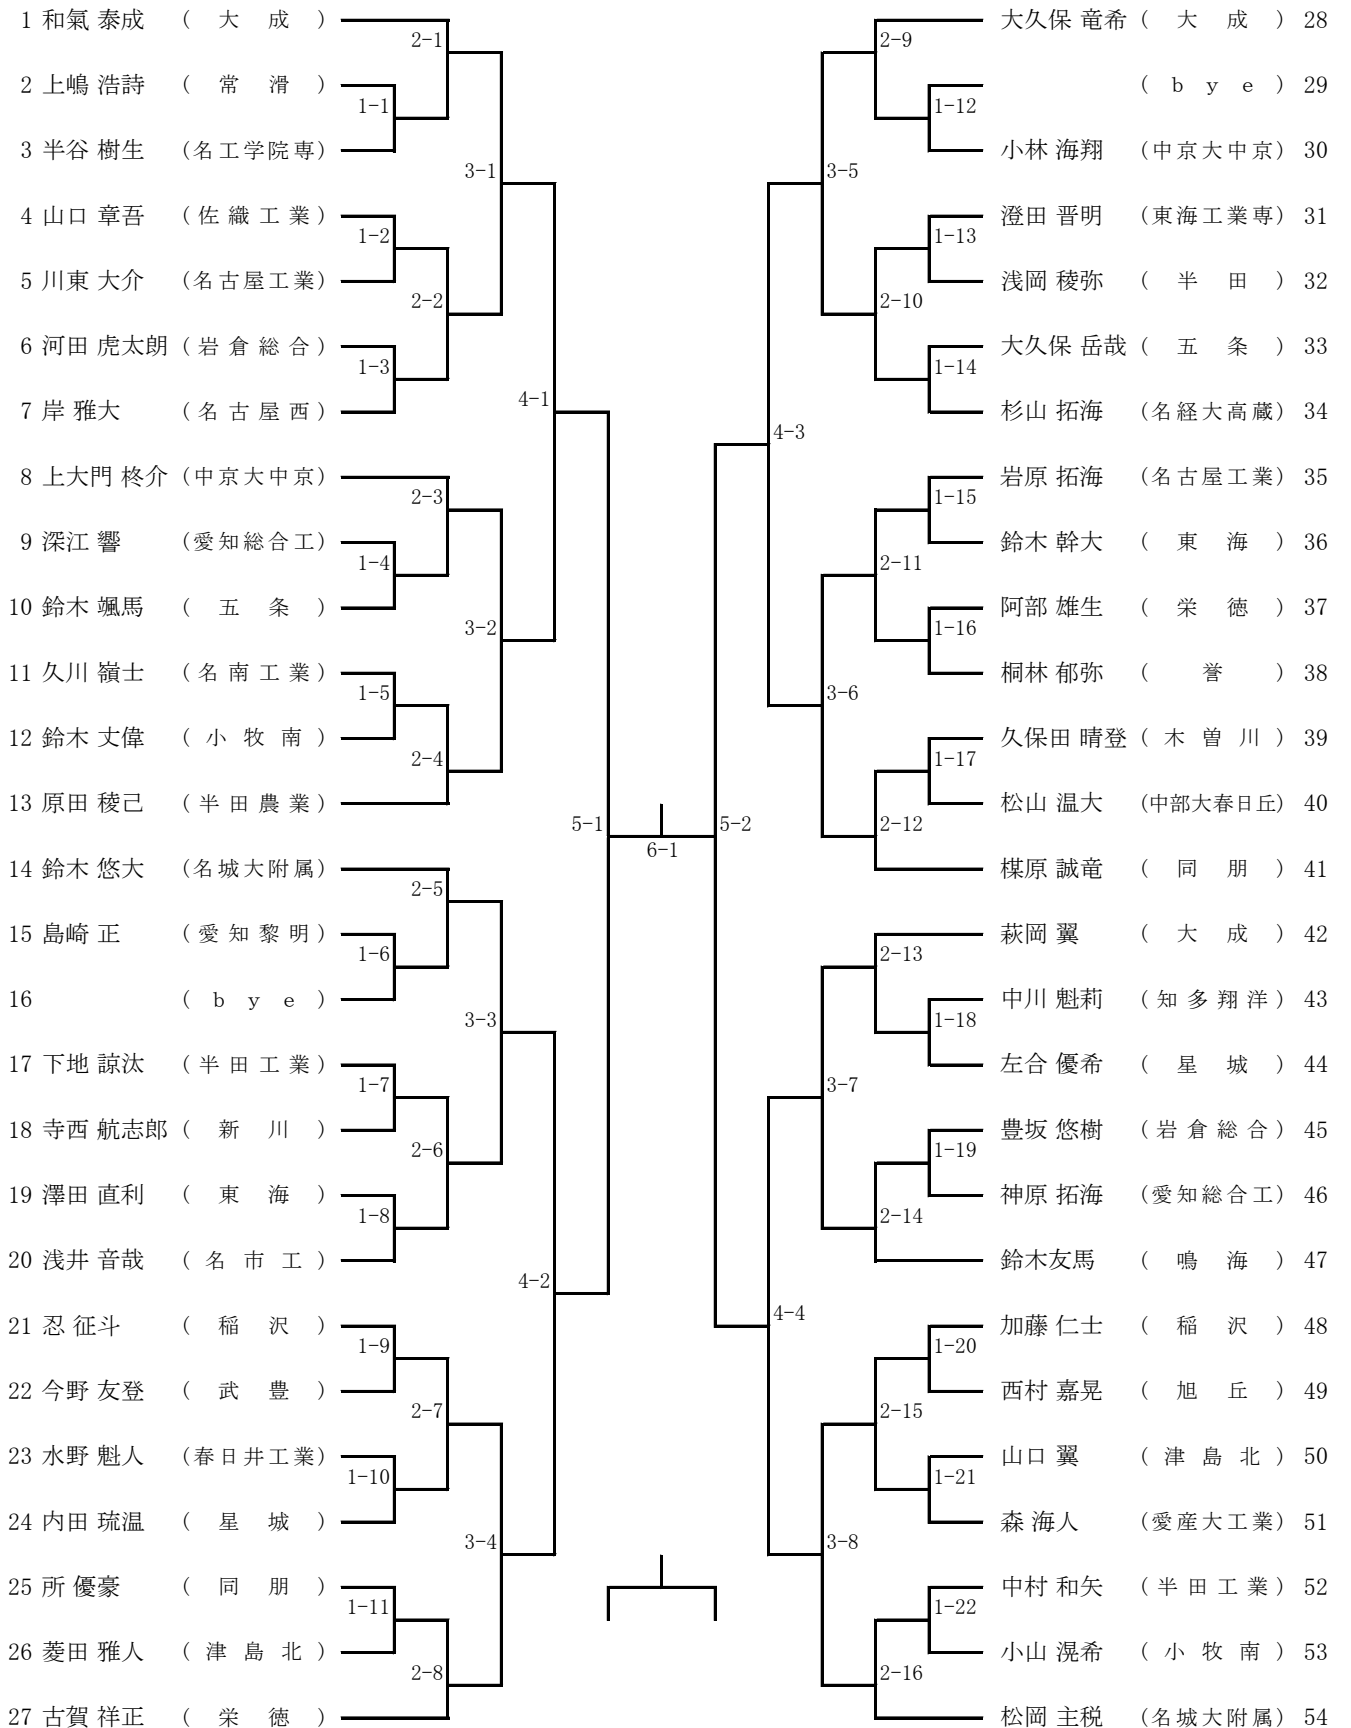 1 和氣 泰成 （ 大 成 ）
2 上嶋 浩詩 （ 常 滑 ）
3 半谷 樹生 （名工学院専）
4 山口 章吾 （佐織工業）
5 川東 大介 （名古屋工業）
6 河田 虎太朗 （岩倉総合）
7 岸 雅大 （名古屋西）
8 上大門 柊介 （中京大中京）
9 深江 響 （愛知総合工）
10 鈴木 颯馬 （ 五 条 ）
11 久川 嶺士 （名南工業）
12 鈴木 丈偉 （小牧南）
13 原田 稜己 （半田農業）
14 鈴木 悠大 （名城大附属）
15 島崎 正 （愛知黎明）
16 （ｂｙｅ）
17 下地 諒汰 （半田工業）
18 寺西 航志郎 （ 新 川 ）
19 澤田 直利 （ 東 海 ）
20 浅井 音哉 （名市工）
21 忍 征斗 （ 稲 沢 ）
22 今野 友登 （ 武 豊 ）
23 水野 魁人 （春日井工業）
24 内田 琉温 （ 星 城 ）
25 所 優豪 （ 同 朋 ）
26 菱田 雅人 （津島北）
27 古賀 祥正 （ 栄 徳 ）
2-1
1-1
3-1
1-2
2-2
1-3
4-1
2-3
1-4
3-2
1-5
2-4
5-1
2-5
1-6
3-3
1-7
2-6
1-8
4-2
1-9
2-7
1-10
3-4
1-11
2-8
6-1
5-2
2-9
1-12
3-5
1-13
2-10
1-14
4-3
1-15
2-11
1-16
3-6
1-17
2-12
2-13
1-18
3-7
1-19
2-14
4-4
1-20
2-15
1-21
3-8
1-22
2-16
大久保 竜希 （ 大 成 ） 28
（ｂｙｅ） 29
小林 海翔 （中京大中京） 30
澄田 晋明 （東海工業専） 31
浅岡 稜弥 （ 半 田 ） 32
大久保 岳哉 （ 五 条 ） 33
杉山 拓海 （名経大高蔵） 34
岩原 拓海 （名古屋工業） 35
鈴木 幹大 （ 東 海 ） 36
阿部 雄生 （ 栄 徳 ） 37
桐林 郁弥 （ 誉 ） 38
久保田 晴登 （木曽川） 39
松山 温大 （中部大春日丘） 40
楳原 誠竜 （ 同 朋 ） 41
萩岡 翼 （ 大 成 ） 42
中川 魁莉 （知多翔洋） 43
左合 優希 （ 星 城 ） 44
豊坂 悠樹 （岩倉総合） 45
神原 拓海 （愛知総合工） 46
鈴木友馬 （ 鳴 海 ） 47
加藤 仁士 （ 稲 沢 ） 48
西村 嘉晃 （ 旭 丘 ） 49
山口 翼 （津島北） 50
森 海人 （愛産大工業） 51
中村 和矢 （半田工業） 52
小山 滉希 （小牧南） 53
松岡 主税 （名城大附属） 54